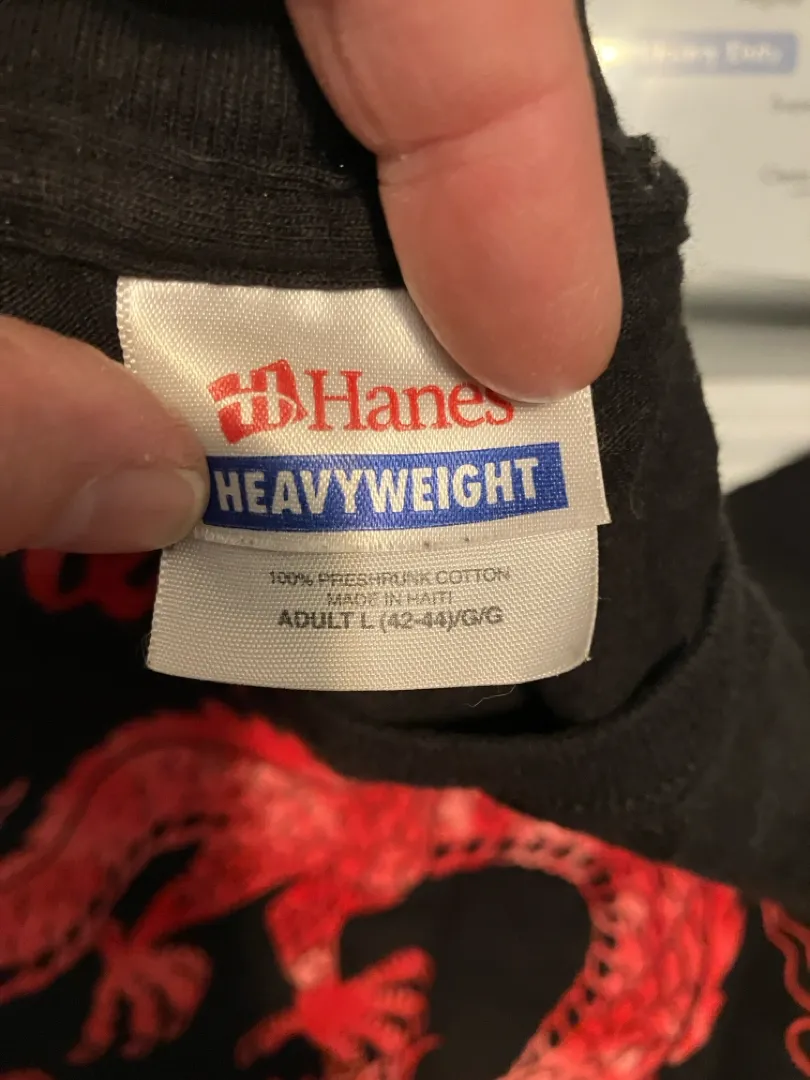 Hanes
HEAVYWEIGHT
100% PRESHRUNK COTTON
MADE IN HAITI
ADULT L (42-44)/G/G